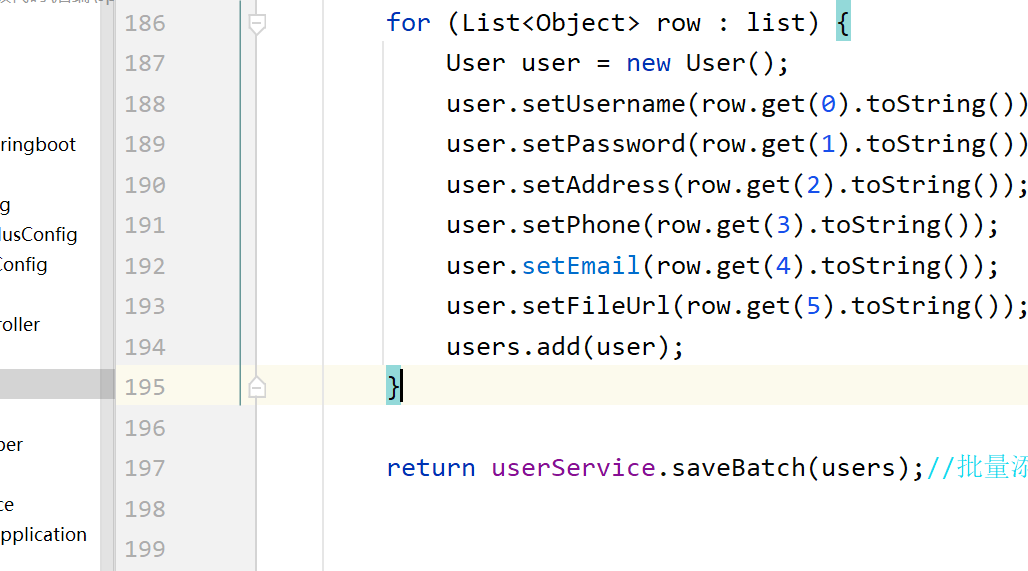 186 for (List<Object> row : list) {
187 User user = new User();
188 user.setUsername(row.get(0).toString())
189 user.setPassword(row.get(1).toString())
190 user.setAddress(row.get(2).toString());
191 user.setPhone(row.get(3).toString());
192 user.setEmail(row.get(4).toString());
193 user.setFileUrl(row.get(5).toString());
194 users.add(user);
195 }
196
197 return userService.saveBatch(users);//批量添
198
199
ringboot
g
lusConfig
Config
roller
per
ce
pplication